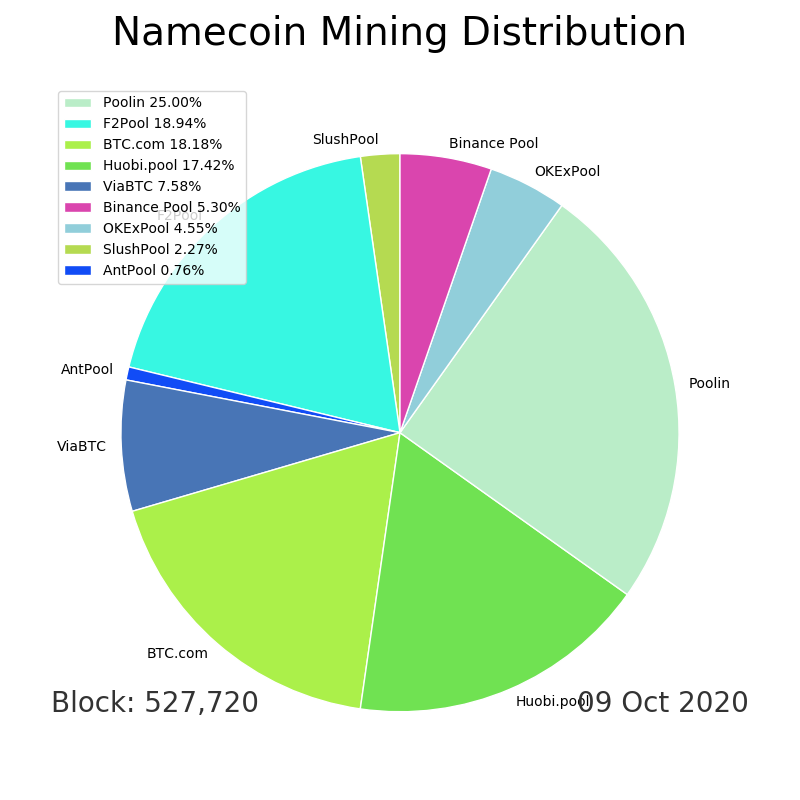 Namecoin Mining Distribution
Poolin 25.00%
F2Pool 18.94%
BTC.com 18.18%
Huobi.pool 17.42%
ViaBTC 7.58%
Binance Pool 5.30%
OKExPool 4.55%
SlushPool 2.27%
AntPool 0.76%
SlushPool
Binance Pool
OKExPool
F2Pool
AntPool
Poolin
ViaBTC
BTC.com
Huobi.pool
Block: 527,720
09 Oct 2020